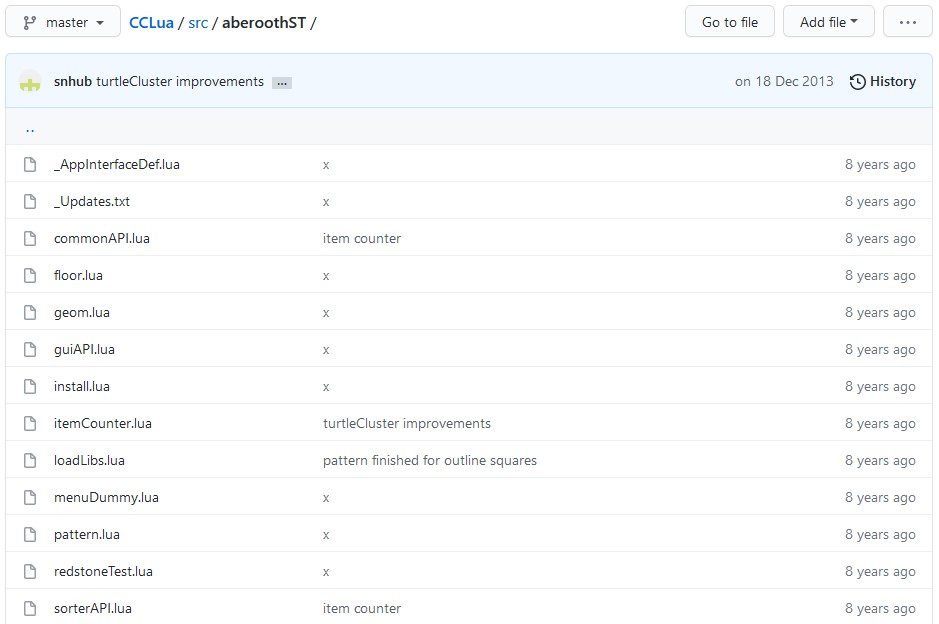 master CCLua / src / aberoothST / Go to file Add file ...
snhub turtleCluster improvements ... on 18 Dec 2013 History
..
_AppInterfaceDef.lua x 8 years ago
_Updates.txt x 8 years ago
commonAPI.lua item counter 8 years ago
floor.lua x 8 years ago
geom.lua x 8 years ago
guiAPI.lua x 8 years ago
install.lua x 8 years ago
itemCounter.lua turtleCluster improvements 8 years ago
loadLibs.lua pattern finished for outline squares 8 years ago
menuDummy.lua x 8 years ago
pattern.lua x 8 years ago
redstoneTest.lua x 8 years ago
sorterAPI.lua item counter 8 years ago